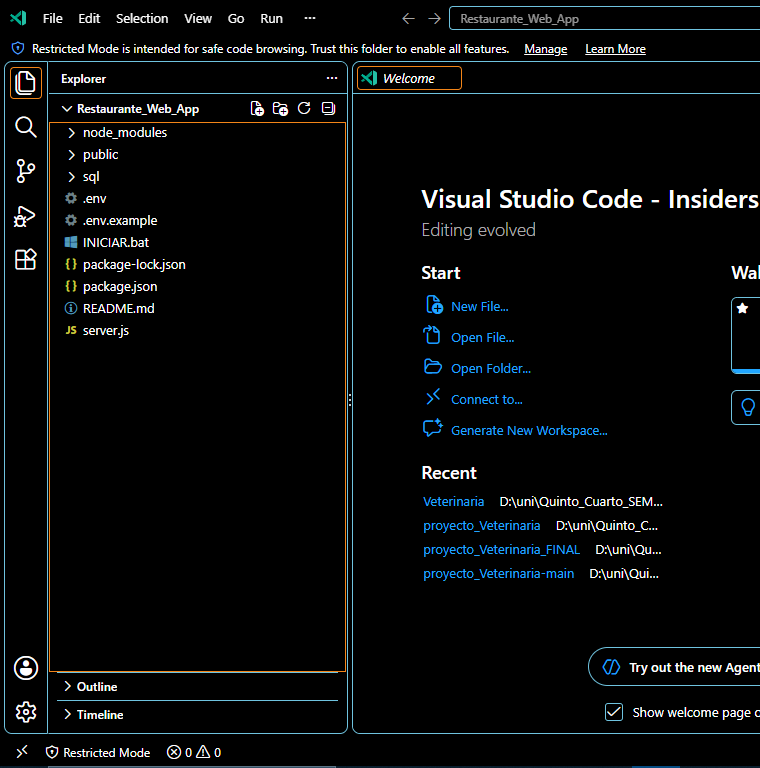 File Edit Selection View Go Run ···
Restaurante_Web_App
Restricted Mode is intended for safe code browsing. Trust this folder to enable all features. Manage Learn More
Explorer
Restaurante_Web_App
node_modules
public
sql
.env
.env.example
INICIAR.bat
{} package-lock.json
{} package.json
README.md
JS server.js
Outline
Timeline
Welcome
Visual Studio Code - Insiders
Editing evolved
Start
New File...
Open File...
Open Folder...
Connect to...
Generate New Workspace...
Recent
Veterinaria D:\uni\Quinto_Cuarto_SEM...
proyecto_Veterinaria D:\uni\Quinto_C...
proyecto_Veterinaria_FINAL D:\uni\Qu...
proyecto_Veterinaria-main D:\uni\Qui...
Wal
Try out the new Agent
Show welcome page o
Restricted Mode 0 0